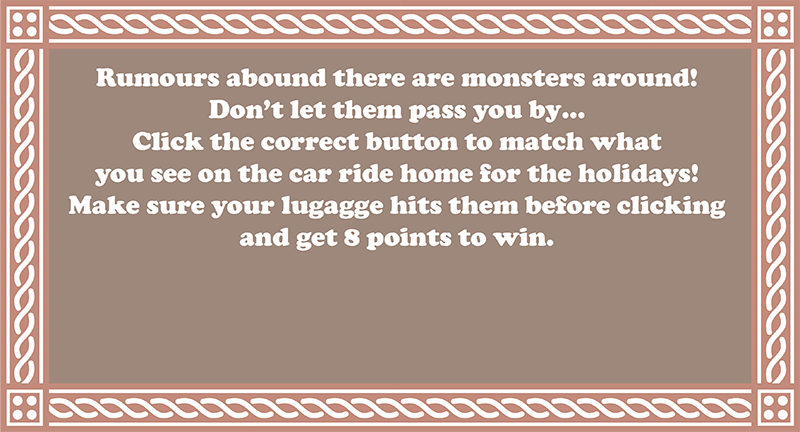 Rumours abound there are monsters around!
Don't let them pass you by...
Click the correct button to match what
you see on the car ride home for the holidays!
Make sure your lugagge hits them before clicking
and get 8 points to win.